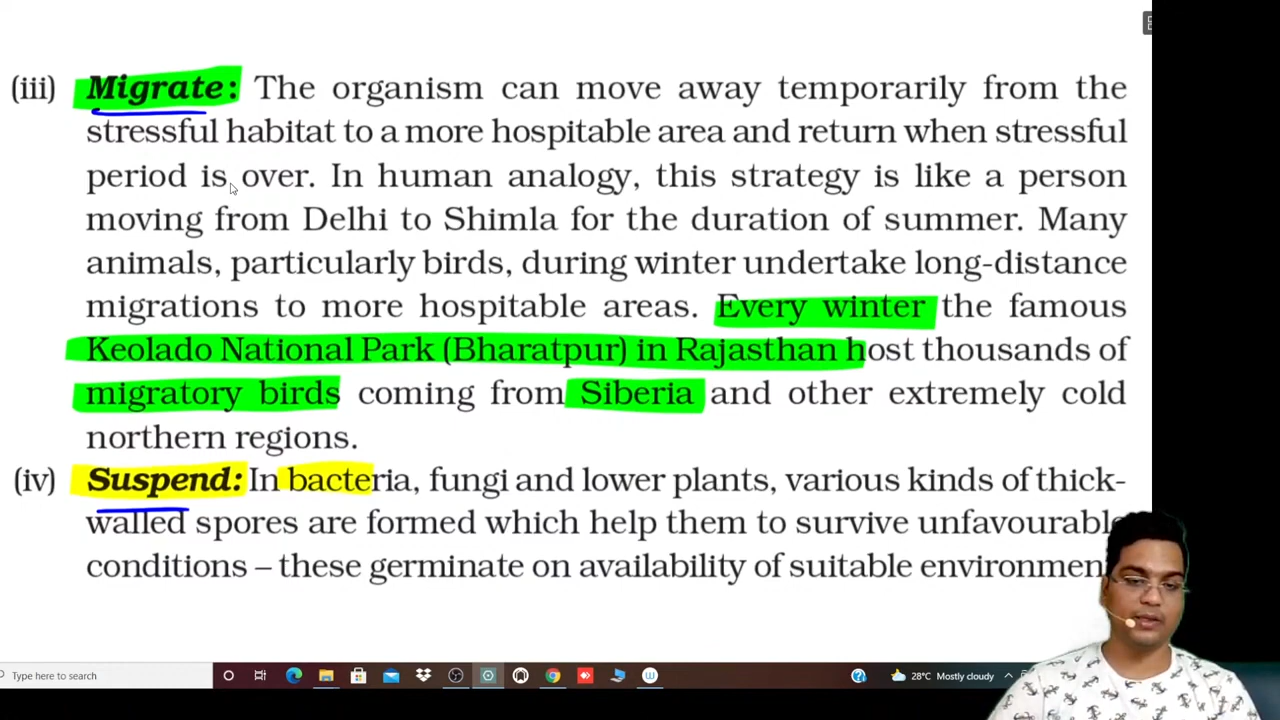 (iii) Migrate: The organism can move away temporarily from the
stressful habitat to a more hospitable area and return when stressful
period is over. In human analogy, this strategy is like a person
moving from Delhi to Shimla for the duration of summer. Many
animals, particularly birds, during winter undertake long-distance
migrations to more hospitable areas. Every winter the famous
Keolado National Park (Bharatpur) in Rajasthan host thousands of
migratory birds coming from Siberia and other extremely cold
northern regions.
(iv) Suspend: In bacteria, fungi and lower plants, various kinds of thick-
walled spores are formed which help them to survive unfavourable
conditions – these germinate on availability of suitable environmen
Type here to search
28°C Mostly cloudy